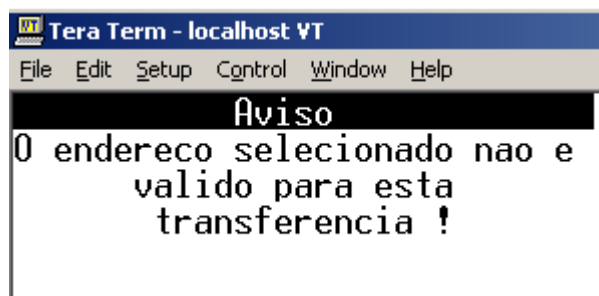 Tera Term - localhost VT
File Edit Setup Control Window Help
Aviso
O endereco selecionado nao e
valido para esta
transferencia !